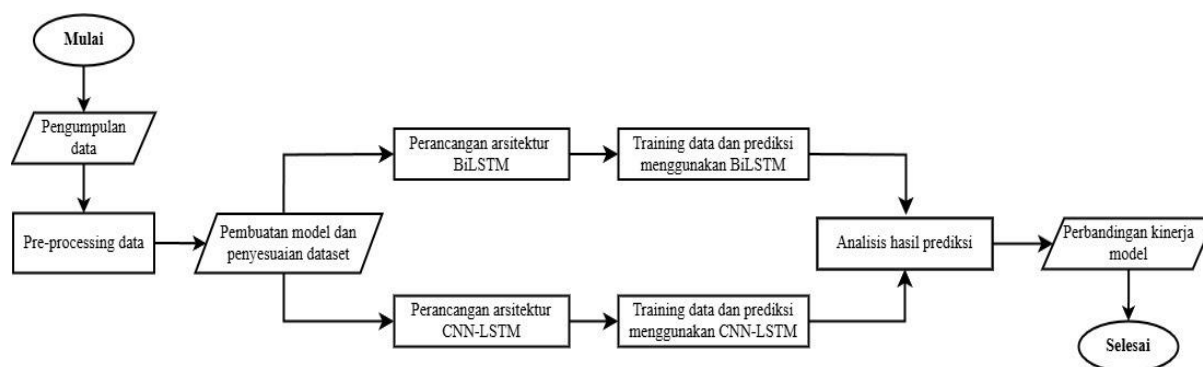 Mulai
Pengumpulan
data
Pre-processing data
Pembuatan model dan
penyesuaian dataset
Perancangan arsitektur
BiLSTM
Training data dan prediksi
menggunakan BiLSTM
Perancangan arsitektur
CNN-LSTM
Training data dan prediksi
menggunakan CNN-LSTM
Analisis hasil prediksi
Perbandingan kinerja
model
Selesai